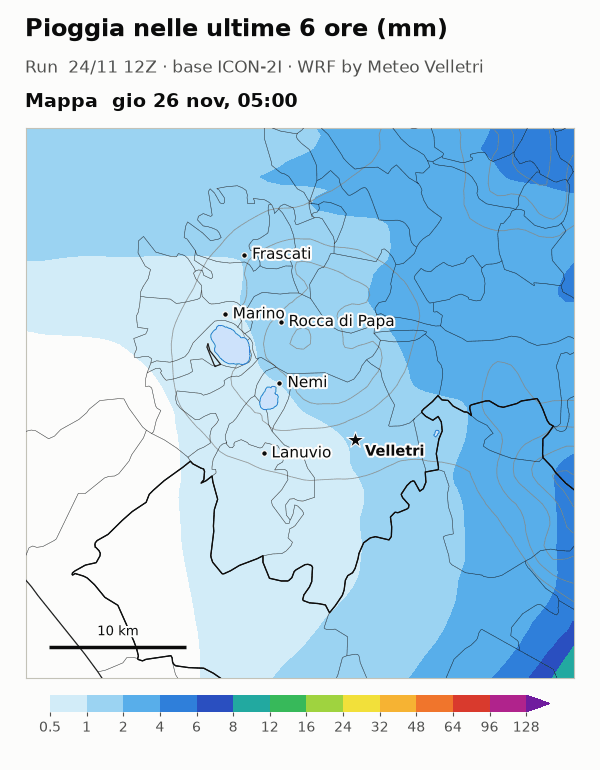 Pioggia nelle ultime 6 ore (mm)
Run  24/11 12Z · base ICON-2I · WRF by Meteo Velletri
Mappa  gio 26 nov, 05:00
Frascati
Marino
Rocca di Papa
Nemi
Velletri
Lanuvio
10 km
0.5 1 2 4 6 8 12 16 24 32 48 64 96 128